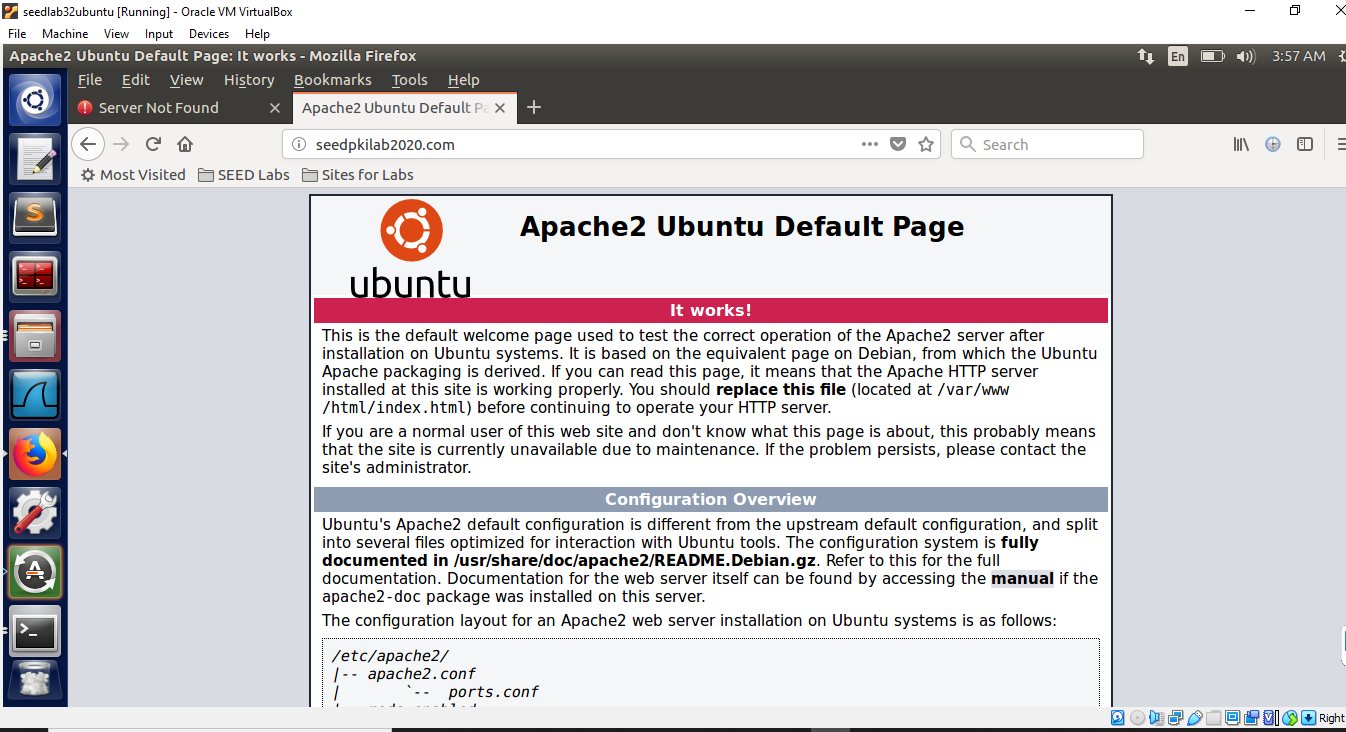 seedlab32ubuntu [Running] - Oracle VM VirtualBox
File Machine View Input Devices Help
Apache2 Ubuntu Default Page: It works - Mozilla Firefox
En
3:57 AM
File Edit View History Bookmarks Tools Help
Server Not Found
Apache2 Ubuntu Default Pa
seedpkilab2020.com
Search
Most Visited SEED Labs Sites for Labs
ubuntu
Apache2 Ubuntu Default Page
It works!
This is the default welcome page used to test the correct operation of the Apache2 server after
installation on Ubuntu systems. It is based on the equivalent page on Debian, from which the Ubuntu
Apache packaging is derived. If you can read this page, it means that the Apache HTTP server
installed at this site is working properly. You should replace this file (located at /var/www
/html/index.html) before continuing to operate your HTTP server.
If you are a normal user of this web site and don't know what this page is about, this probably means
that the site is currently unavailable due to maintenance. If the problem persists, please contact the
site's administrator.
Configuration Overview
Ubuntu's Apache2 default configuration is different from the upstream default configuration, and split
into several files optimized for interaction with Ubuntu tools. The configuration system is fully
documented in /usr/share/doc/apache2/README.Debian.gz. Refer to this for the full
documentation. Documentation for the web server itself can be found by accessing the manual if the
apache2-doc package was installed on this server.
The configuration layout for an Apache2 web server installation on Ubuntu systems is as follows:
/etc/apache2/
|-- apache2.conf
|       `--  ports.conf
Right